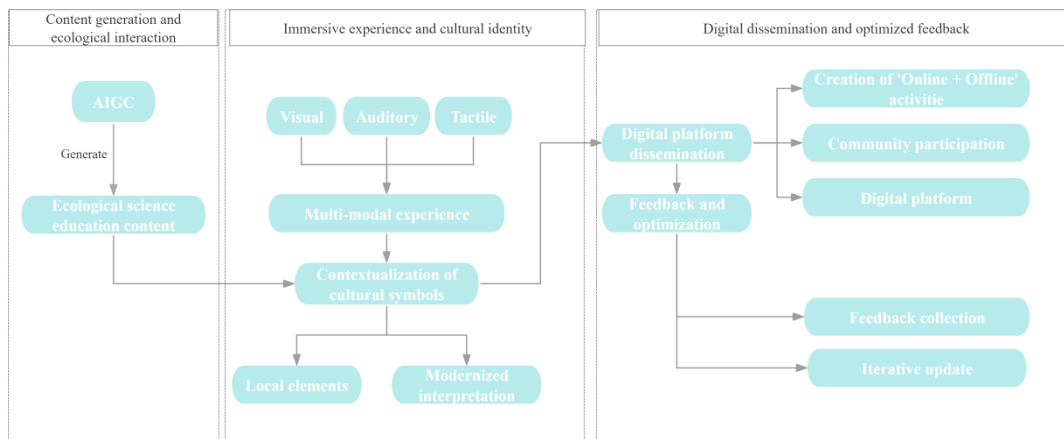 Content generation and
ecological interaction
Immersive experience and cultural identity
Digital dissemination and optimized feedback
AIGC
Generate
Ecological science
education content
Visual
Auditory
Tactile
Multi-modal experience
Contextualization of
cultural symbols
Local elements
Modernized
interpretation
Digital platform
dissemination
Feedback and
optimization
Creation of 'Online + Offline'
activitie
Community participation
Digital platform
Feedback collection
Iterative update